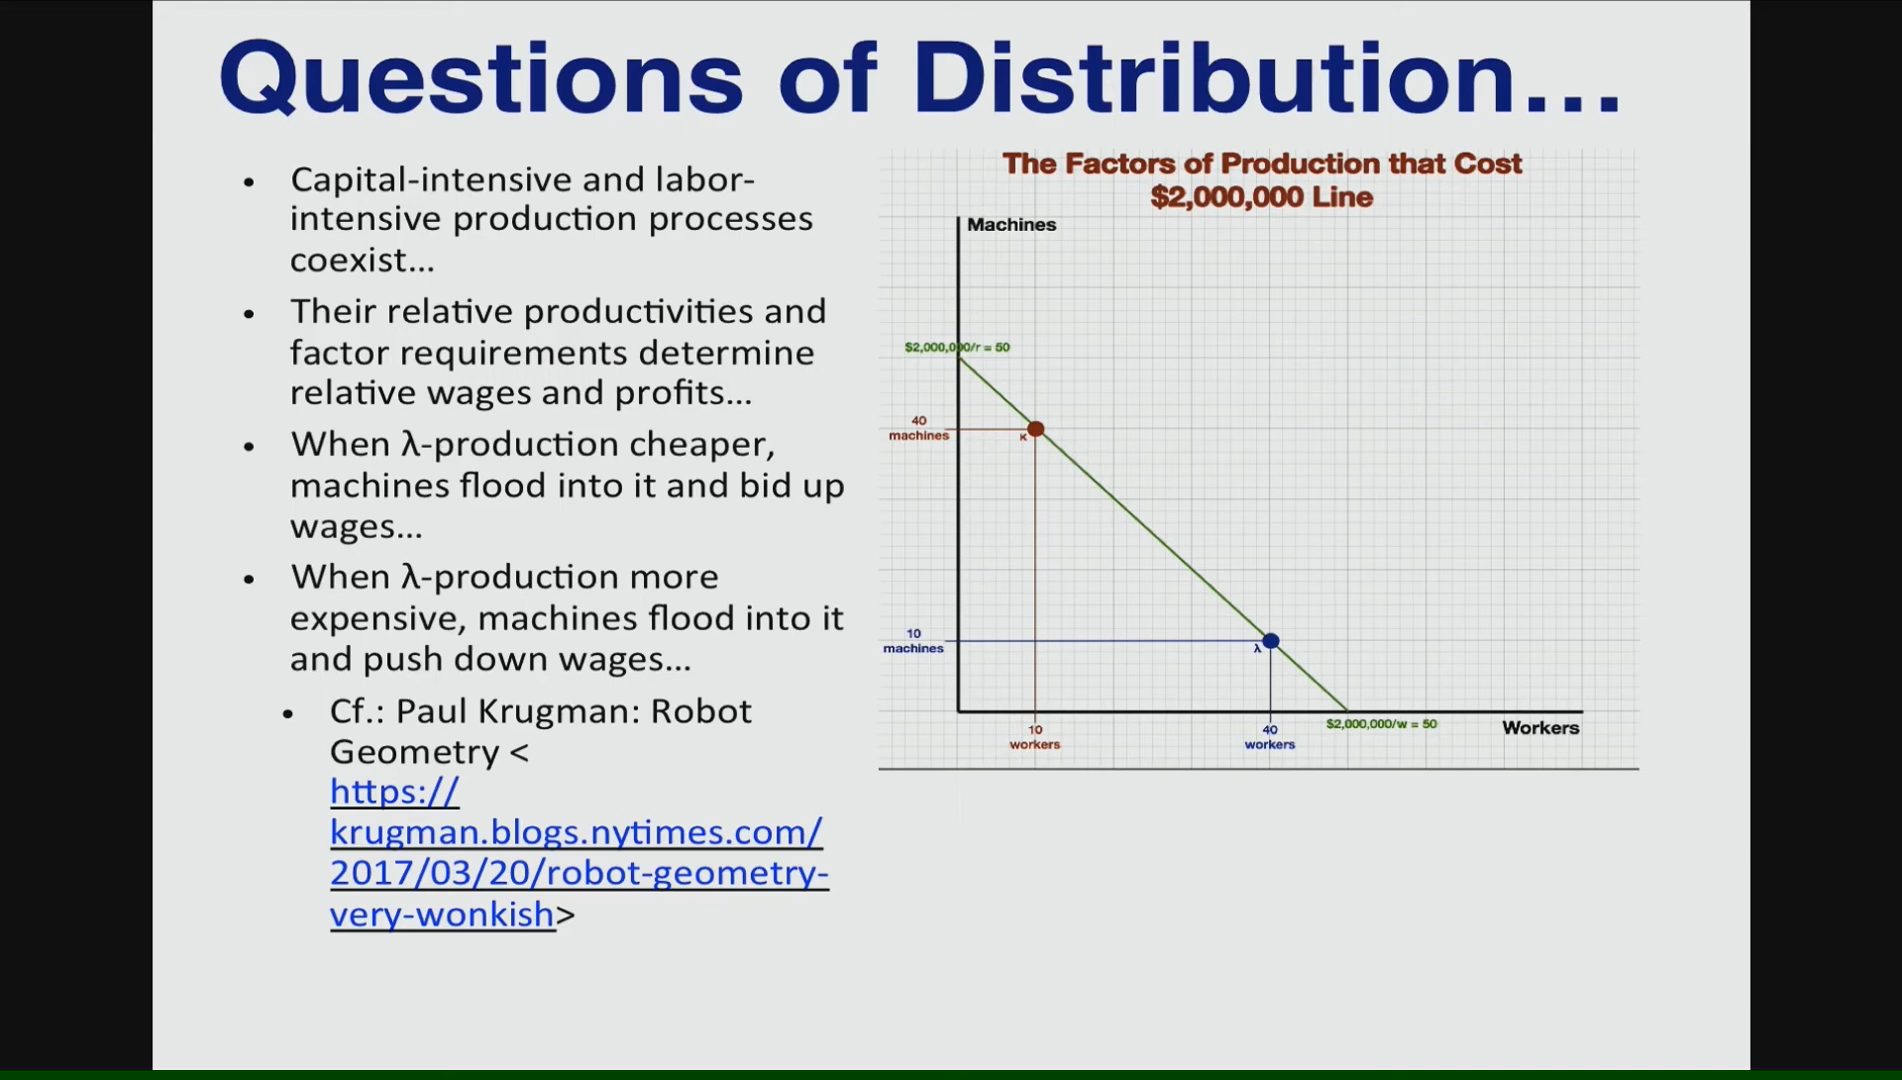 Questions of Distribution...
• Capital-intensive and labor-
intensive production processes
coexist...
• Their relative productivities and
factor requirements determine
relative wages and profits...
• When λ-production cheaper,
machines flood into it and bid up
wages...
• When λ-production more
expensive, machines flood into it
and push down wages...
• Cf.: Paul Krugman: Robot
Geometry <
https://
krugman.blogs.nytimes.com/
2017/03/20/robot-geometry-
very-wonkish>
The Factors of Production that Cost
$2,000,000 Line
Machines
$2,000,000/r = 50
40
machines
κ
10
machines
λ
10
workers
40
workers
$2,000,000/w = 50
Workers